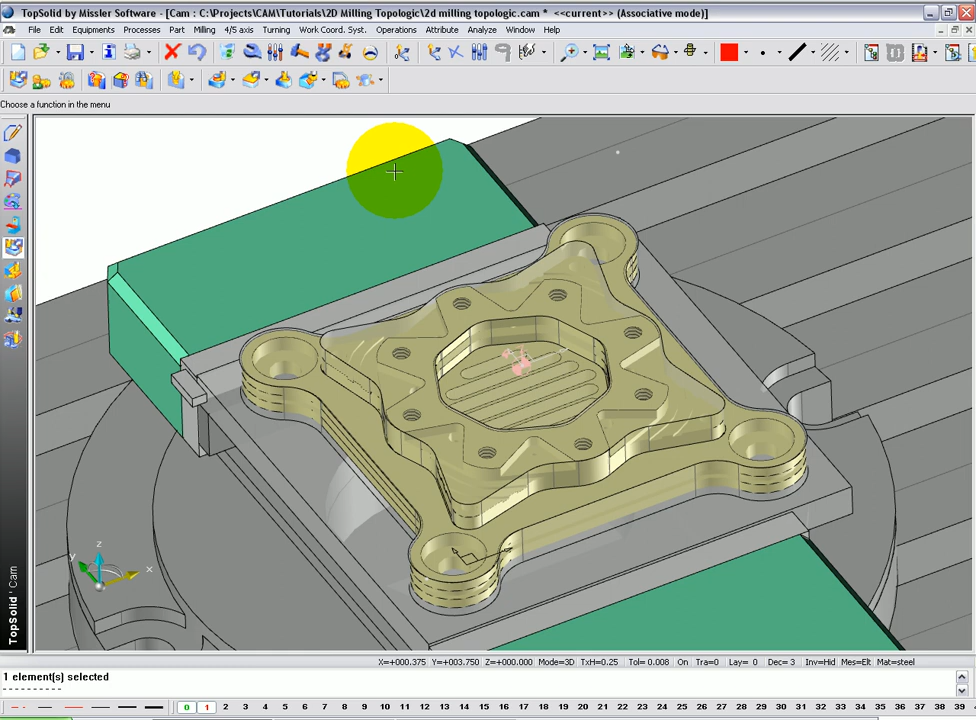 TopSolid by Missler Software - [Cam : C:\Projects\CAM\Tutorials\2D Milling Topologic\2d milling topologic.cam * <<current>> (Associative mode)]
File Edit Equipments Processes Part Milling 4/5 axis Turning Work Coord. Syst. Operations Attribute Analyze Window Help
Choose a function in the menu
z
y
x
TopSolid'Cam
X=+000.375 Y=+003.750 Z=+000.000 Mode=3D TxH=0.25 Tol= 0.008 On Tra=0 Lay= 0 Dec= 3 Inv=Hid Mes=Elt Mat=steel
1 element(s) selected
----------
0 1 2 3 4 5 6 7 8 9 10 11 12 13 14 15 16 17 18 19 20 21 22 23 24 25 26 27 28 29 30 31 32 33 34 35 36 37 38 39